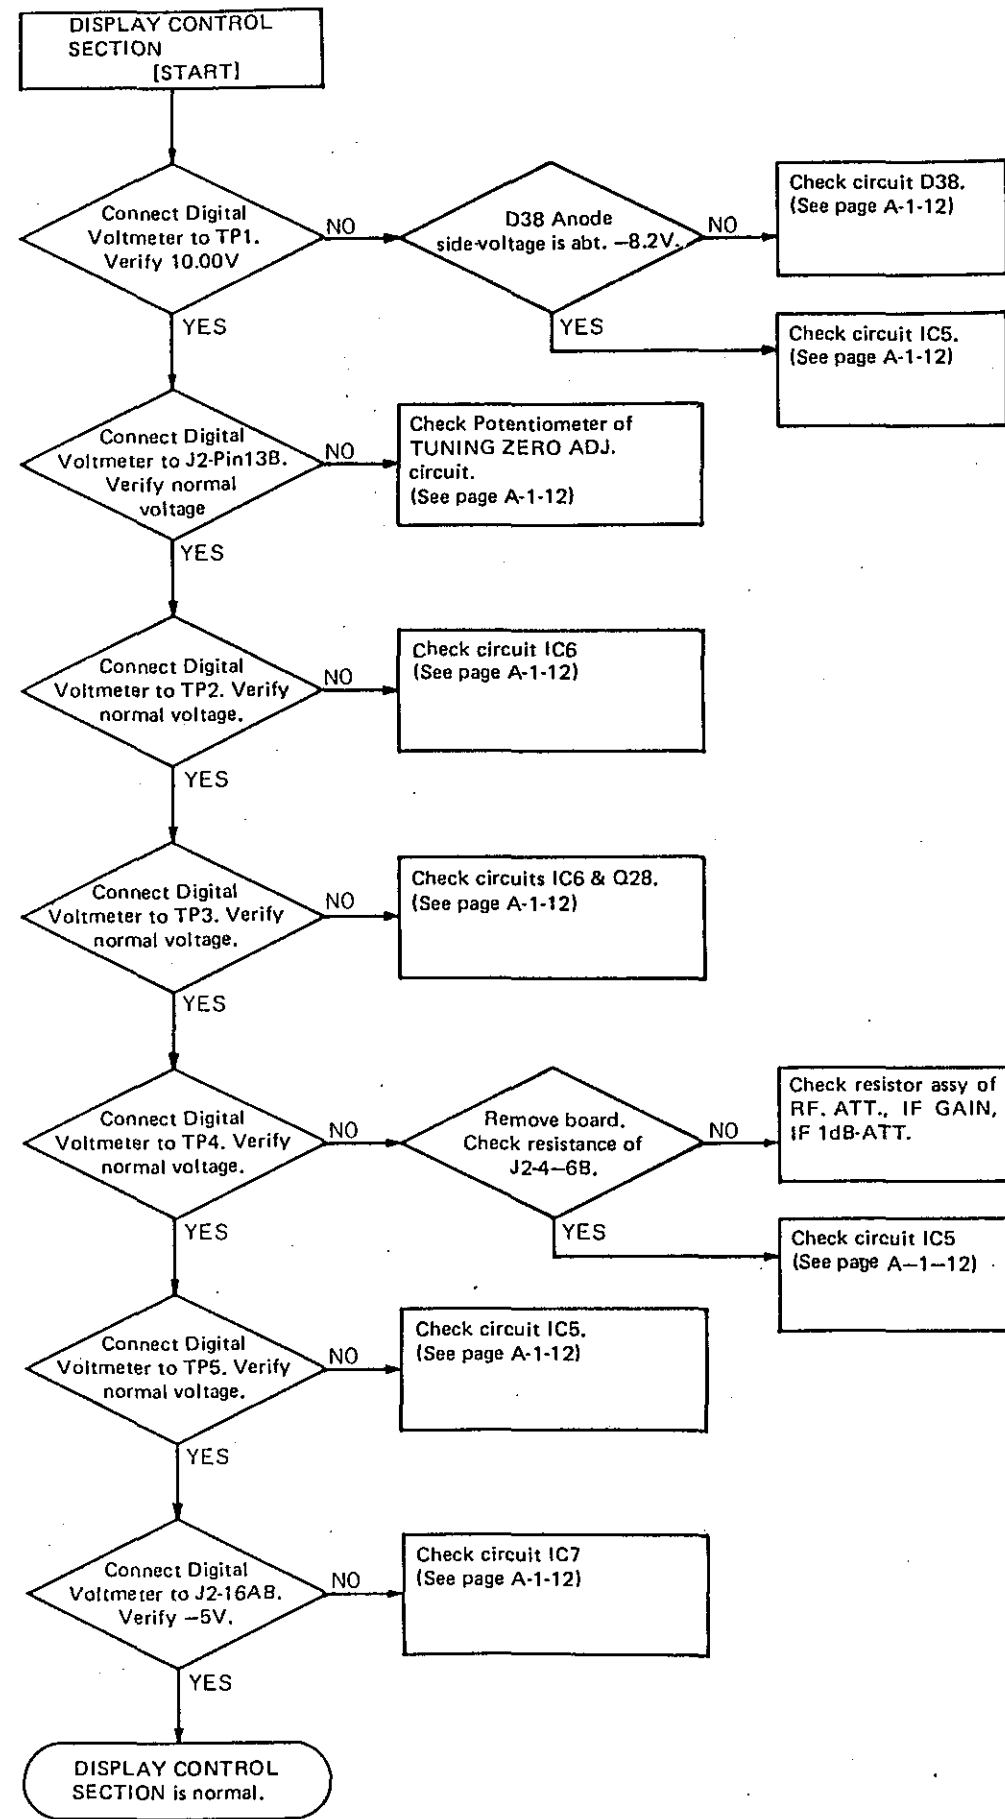 DISPLAY CONTROL
SECTION
[START]
Connect Digital
Voltmeter to TP1.
Verify 10.00V
NO
D38 Anode
side-voltage is abt. −8.2V.
NO
Check circuit D38.
(See page A-1-12)
YES
YES
Check circuit IC5.
(See page A-1-12)
Connect Digital
Voltmeter to J2-Pin13B.
Verify normal
voltage
NO
Check Potentiometer of
TUNING ZERO ADJ.
circuit.
(See page A-1-12)
YES
Connect Digital
Voltmeter to TP2. Verify
normal voltage.
NO
Check circuit IC6
(See page A-1-12)
YES
Connect Digital
Voltmeter to TP3. Verify
normal voltage.
NO
Check circuits IC6 & Q28.
(See page A-1-12)
YES
Connect Digital
Voltmeter to TP4. Verify
normal voltage.
NO
Remove board.
Check resistance of
J2-4−6B.
NO
Check resistor assy of
RF. ATT., IF GAIN,
IF 1dB-ATT.
YES
YES
Check circuit IC5
(See page A−1−12)
Connect Digital
Voltmeter to TP5. Verify
normal voltage.
NO
Check circuit IC5.
(See page A-1-12)
YES
Connect Digital
Voltmeter to J2-16AB.
Verify −5V.
NO
Check circuit IC7
(See page A-1-12)
YES
DISPLAY CONTROL
SECTION is normal.